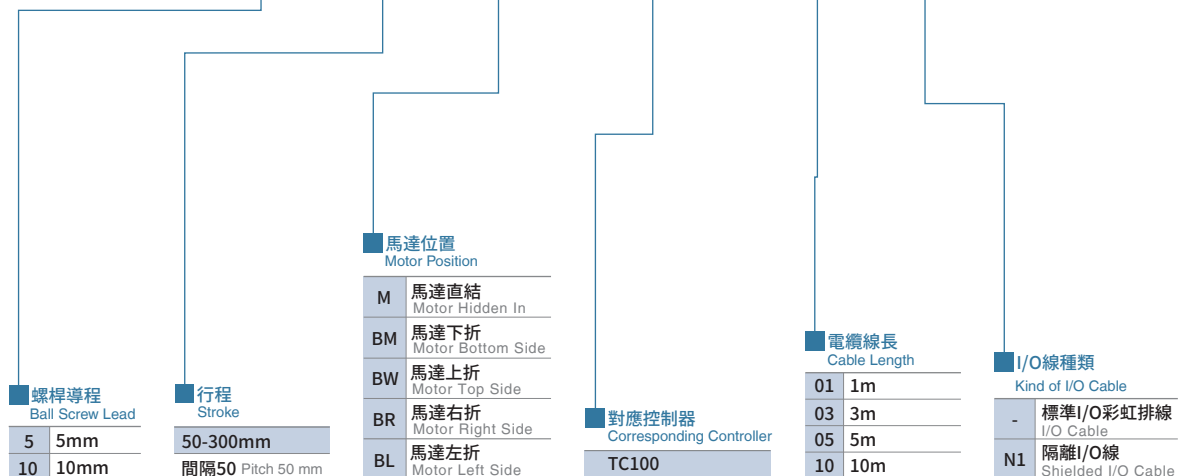 螺桿導程
Ball Screw Lead
5 5mm
10 10mm
行程
Stroke
50-300mm
間隔50 Pitch 50 mm
馬達位置
Motor Position
M 馬達直結
Motor Hidden In
BM 馬達下折
Motor Bottom Side
BW 馬達上折
Motor Top Side
BR 馬達右折
Motor Right Side
BL 馬達左折
Motor Left Side
對應控制器
Corresponding Controller
TC100
電纜線長
Cable Length
01 1m
03 3m
05 5m
10 10m
I/O線種類
Kind of I/O Cable
- 標準I/O彩虹排線
I/O Cable
N1 隔離I/O線
Shielded I/O Cable